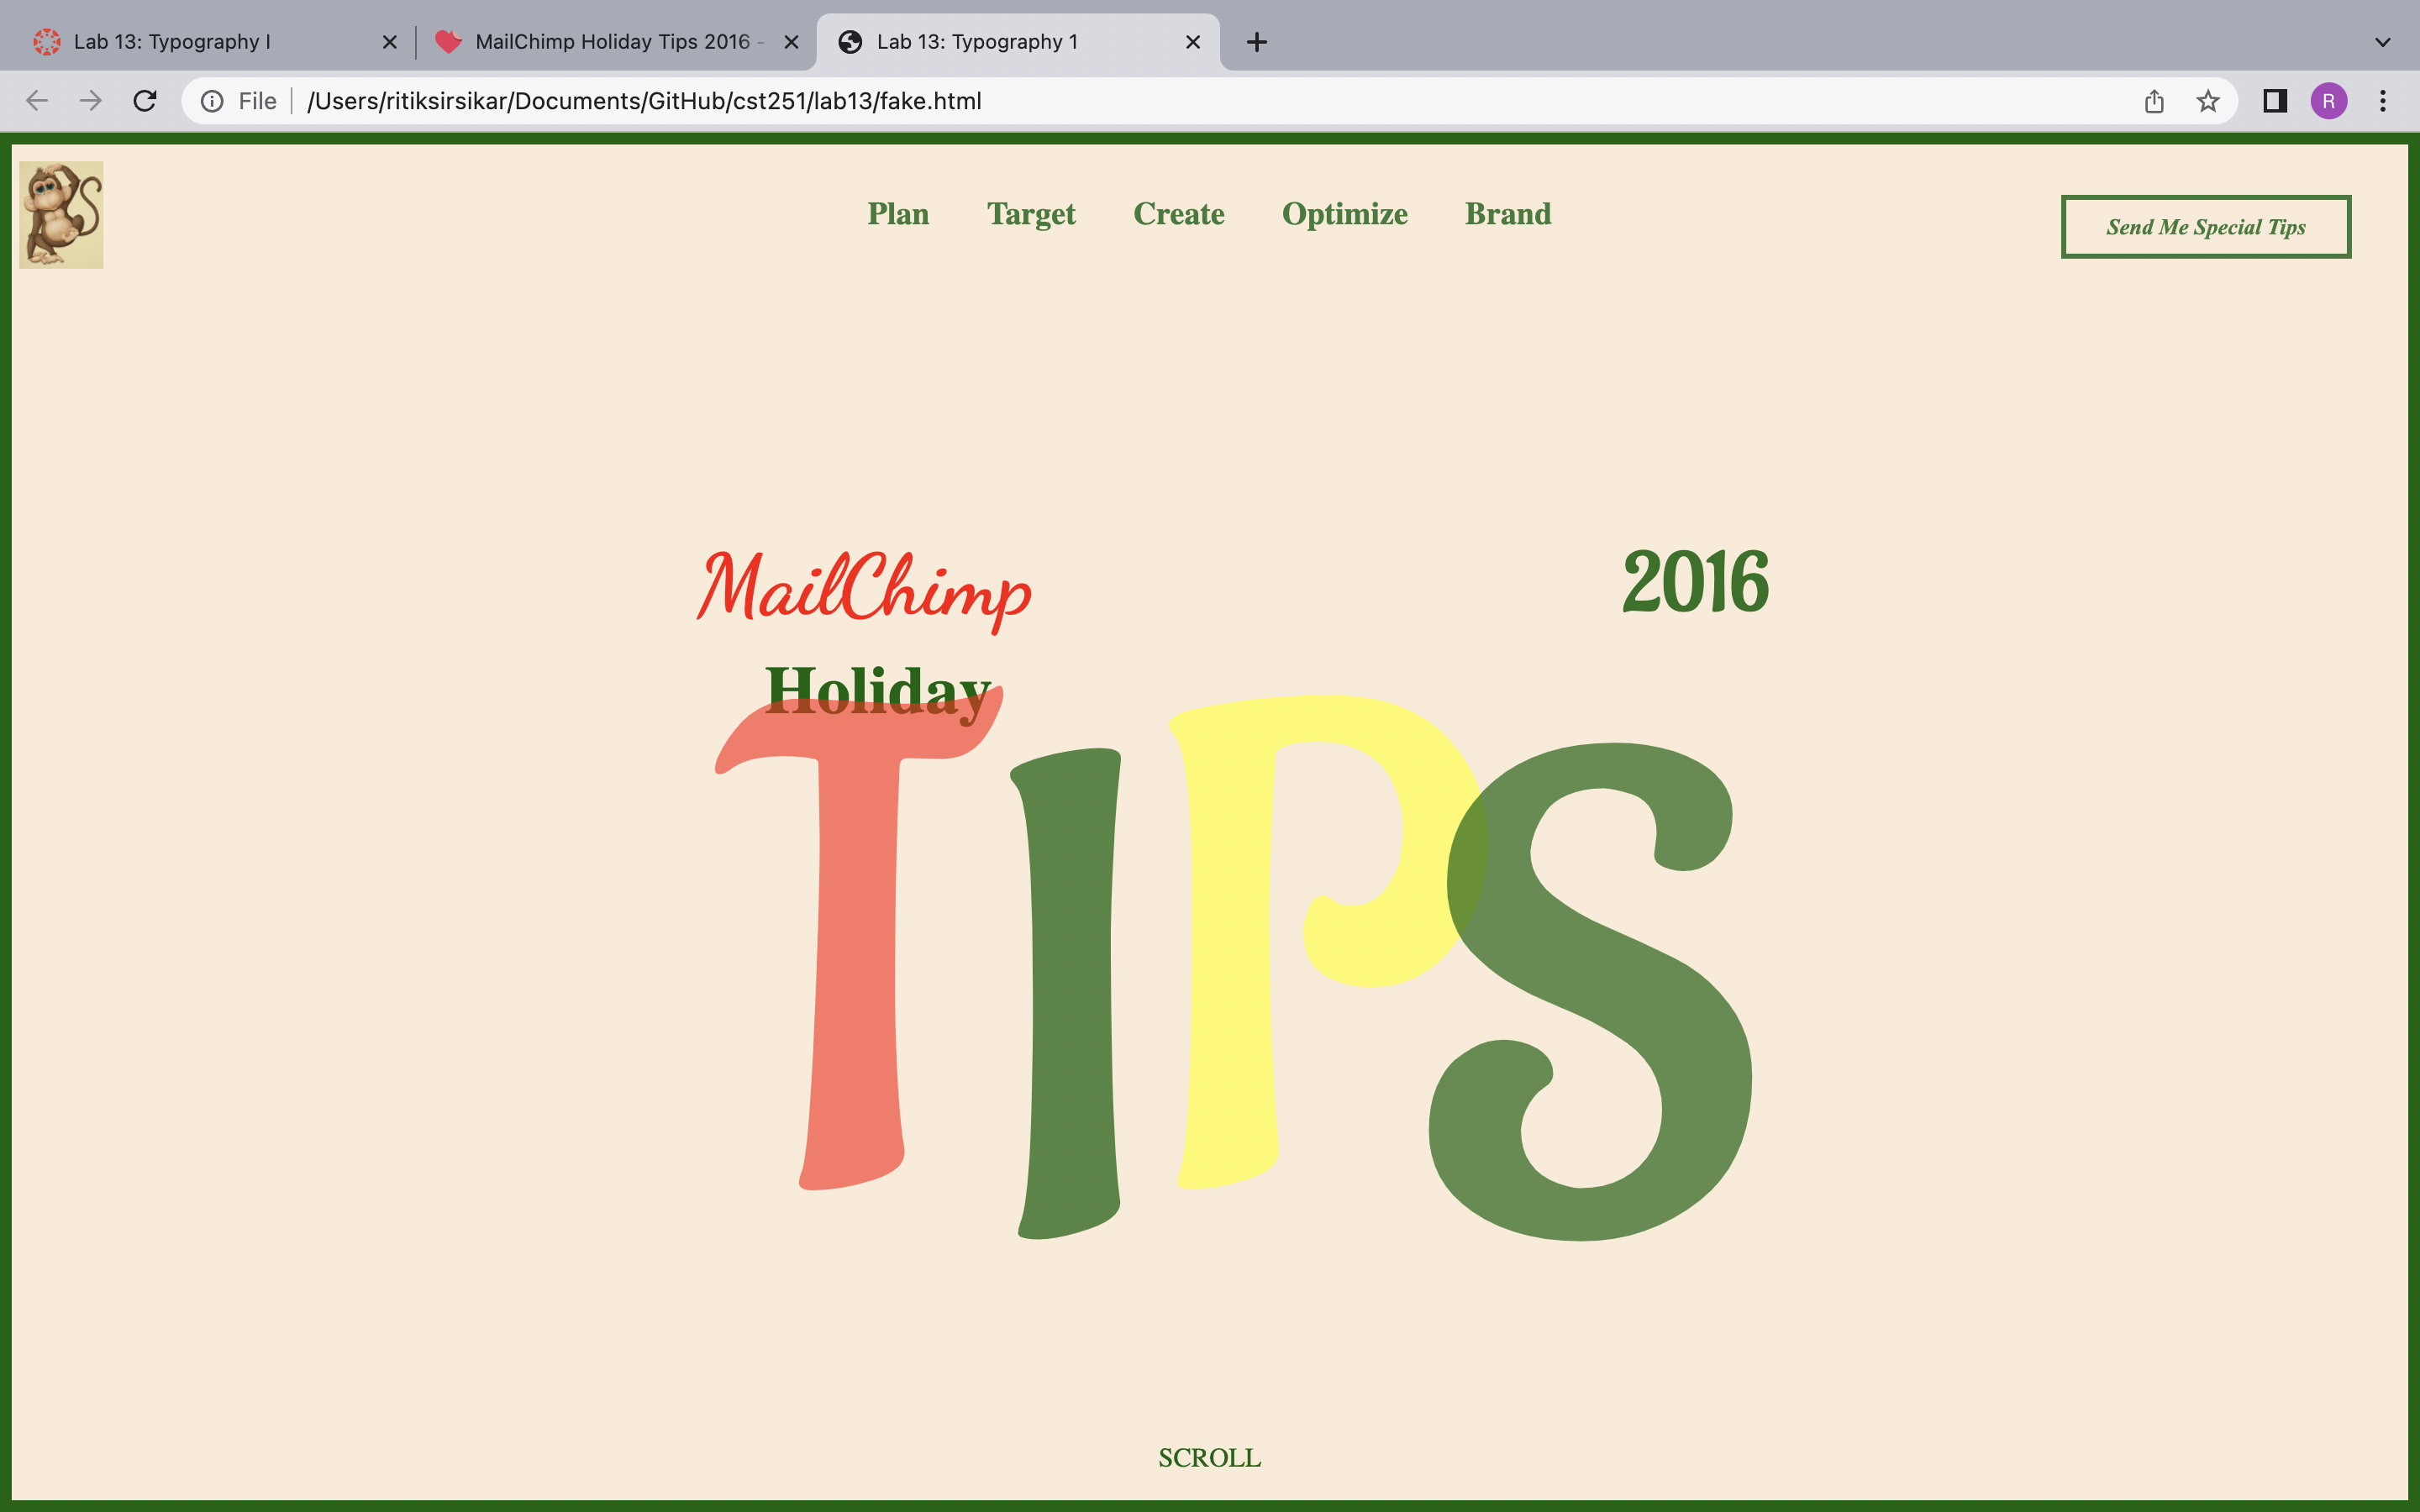 Lab 13: Typography I
MailChimp Holiday Tips 2016 -
Lab 13: Typography 1
File
/Users/ritiksirsikar/Documents/GitHub/cst251/lab13/fake.html
R
Plan
Target
Create
Optimize
Brand
Send Me Special Tips
MailChimp
2016
Holiday
TIPS
SCROLL